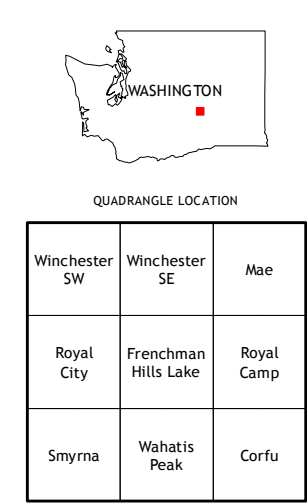 WASHINGTON
QUADRANGLE LOCATION
Winchester
SW
Winchester
SE
Mae
Royal
City
Frenchman
Hills Lake
Royal
Camp
Smyrna
Wahatis
Peak
Corfu